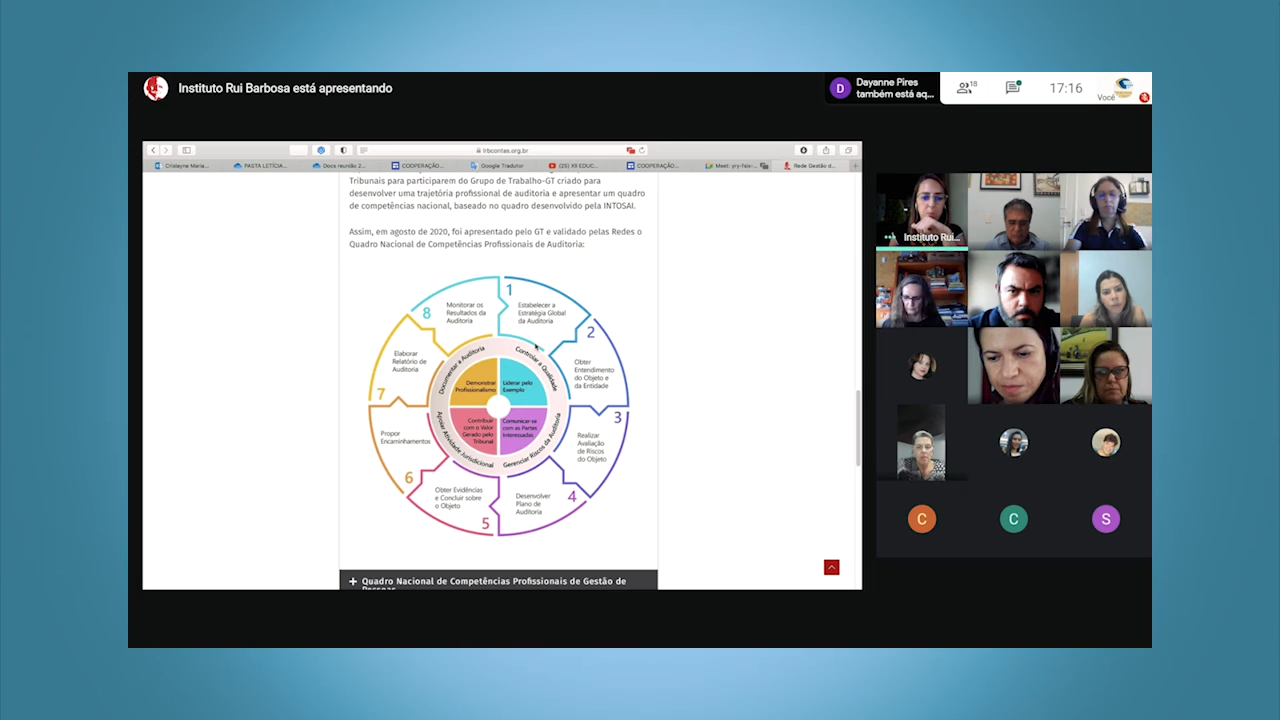 Instituto Rui Barbosa está apresentando
Dayanne Pires
também está aq...
D
18
17:16
Você
irbcontas.org.br
Crislayne Maria...
PASTA LETÍCIA...
Docs reunião 2...
COOPERAÇÃO...
Google Tradutor
(25) XII EDUC...
COOPERAÇÃO...
Meet: yry-fsix-...
Rede Gestão d...
Tribunais para participarem do Grupo de Trabalho-GT criado para
desenvolver uma trajetória profissional de auditoria e apresentar um quadro
de competências nacional, baseado no quadro desenvolvido pela INTOSAI.
Assim, em agosto de 2020, foi apresentado pelo GT e validado pelas Redes o
Quadro Nacional de Competências Profissionais de Auditoria:
1
Estabelecer a
Estratégia Global
da Auditoria
2
Obter
Entendimento
do Objeto e
da Entidade
3
Realizar
Avaliação
de Riscos
do Objeto
4
Desenvolver
Plano de
Auditoria
5
Obter Evidências
e Concluir sobre
o Objeto
6
Propor
Encaminhamentos
7
Elaborar
Relatório de
Auditoria
8
Monitorar os
Resultados da
Auditoria
Documentar a Auditoria
Controlar a Qualidade
Gerenciar Riscos da Auditoria
Apoiar Atividade Jurisdicional
Demonstrar
Profissionalismo
Liderar pelo
Exemplo
Contribuir
com o Valor
Gerado pelo
Tribunal
Comunicar-se
com as Partes
Interessadas
+ Quadro Nacional de Competências Profissionais de Gestão de
Pessoas
Instituto Rui...
C
C
S